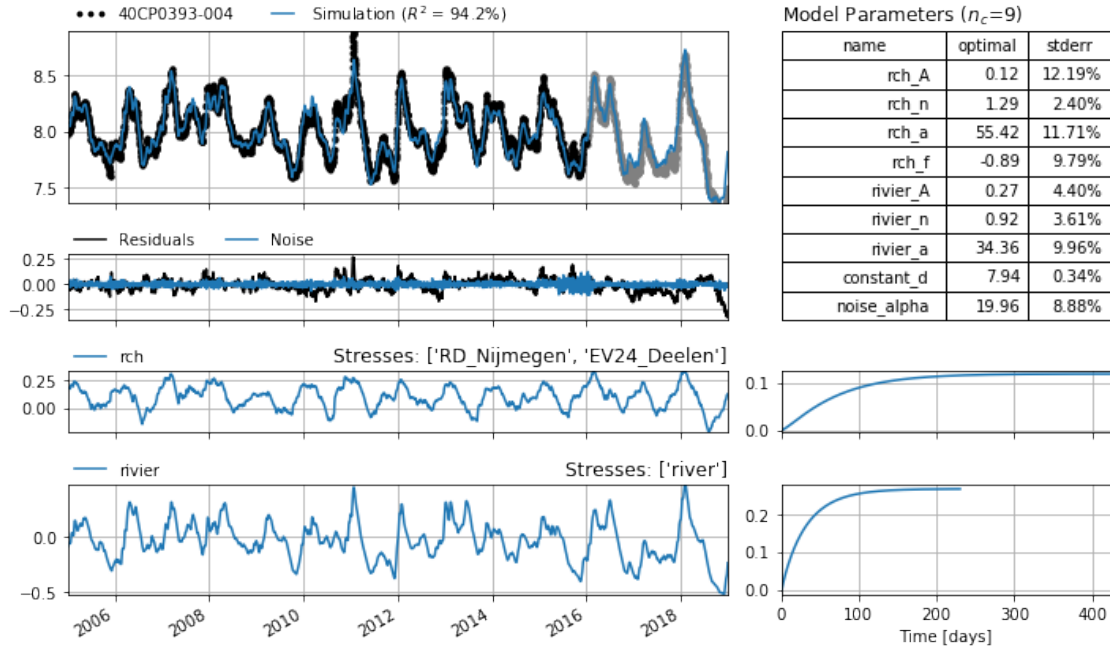 40CP0393-004 Simulation (R² = 94.2%)
8.5
8.0
7.5
Residuals Noise
0.25
0.00
−0.25
rch Stresses: ['RD_Nijmegen', 'EV24_Deelen']
0.25
0.00
rivier Stresses: ['river']
0.0
−0.5
2006 2008 2010 2012 2014 2016 2018
Model Parameters (n_c=9)
name optimal stderr
rch_A 0.12 12.19%
rch_n 1.29 2.40%
rch_a 55.42 11.71%
rch_f -0.89 9.79%
rivier_A 0.27 4.40%
rivier_n 0.92 3.61%
rivier_a 34.36 9.96%
constant_d 7.94 0.34%
noise_alpha 19.96 8.88%
0.1
0.0
0.2
0.1
0.0
0 100 200 300 400
Time [days]